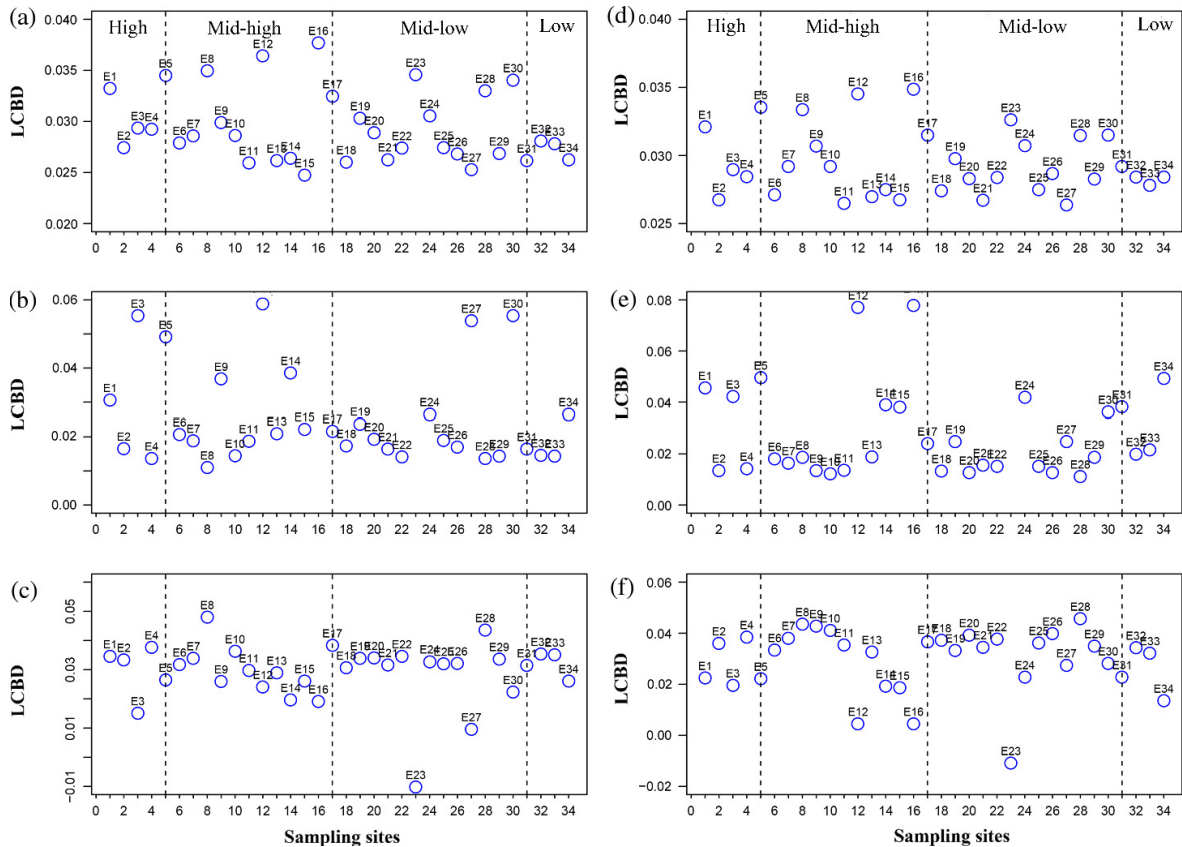 (a)
High
Mid-high
Mid-low
Low
LCBD
0.040
0.035
0.030
0.025
0.020
E1 E2 E3 E4 E5 E6 E7 E8 E9 E10 E11 E12 E13 E14 E15 E16 E17 E18 E19 E20 E21 E22 E23 E24 E25 E26 E27 E28 E29 E30 E31 E32 E33 E34
0 2 4 6 8 10 12 14 16 18 20 22 24 26 28 30 32 34
(d)
High
Mid-high
Mid-low
Low
LCBD
0.040
0.035
0.030
0.025
E1 E2 E3 E4 E5 E6 E7 E8 E9 E10 E11 E12 E13 E14 E15 E16 E17 E18 E19 E20 E21 E22 E23 E24 E25 E26 E27 E28 E29 E30 E31 E32 E33 E34
0 2 4 6 8 10 12 14 16 18 20 22 24 26 28 30 32 34
(b)
LCBD
0.06
0.04
0.02
0.00
E1 E2 E3 E4 E5 E6 E7 E8 E9 E10 E11 E13 E14 E15 E17 E18 E19 E20 E21 E22 E24 E25 E26 E27 E28 E29 E30 E31 E32 E33 E34
0 2 4 6 8 10 12 14 16 18 20 22 24 26 28 30 32 34
(e)
LCBD
0.08
0.06
0.04
0.02
0.00
E1 E2 E3 E4 E5 E6 E7 E8 E9 E10 E11 E12 E13 E14 E15 E17 E18 E19 E20 E21 E22 E24 E25 E26 E27 E28 E29 E30 E31 E32 E33 E34
0 2 4 6 8 10 12 14 16 18 20 22 24 26 28 30 32 34
(c)
LCBD
0.05
0.03
0.01
−0.01
E1 E2 E3 E4 E5 E6 E7 E8 E9 E10 E11 E12 E13 E14 E15 E16 E17 E18 E19 E20 E21 E22 E23 E24 E25 E26 E27 E28 E29 E30 E31 E32 E33 E34
0 2 4 6 8 10 12 14 16 18 20 22 24 26 28 30 32 34
Sampling sites
(f)
LCBD
0.06
0.04
0.02
0.00
−0.02
E1 E2 E3 E4 E5 E6 E7 E8 E9 E10 E11 E12 E13 E14 E15 E16 E17 E18 E19 E20 E21 E22 E23 E24 E25 E26 E27 E28 E29 E30 E31 E32 E33 E34
0 2 4 6 8 10 12 14 16 18 20 22 24 26 28 30 32 34
Sampling sites